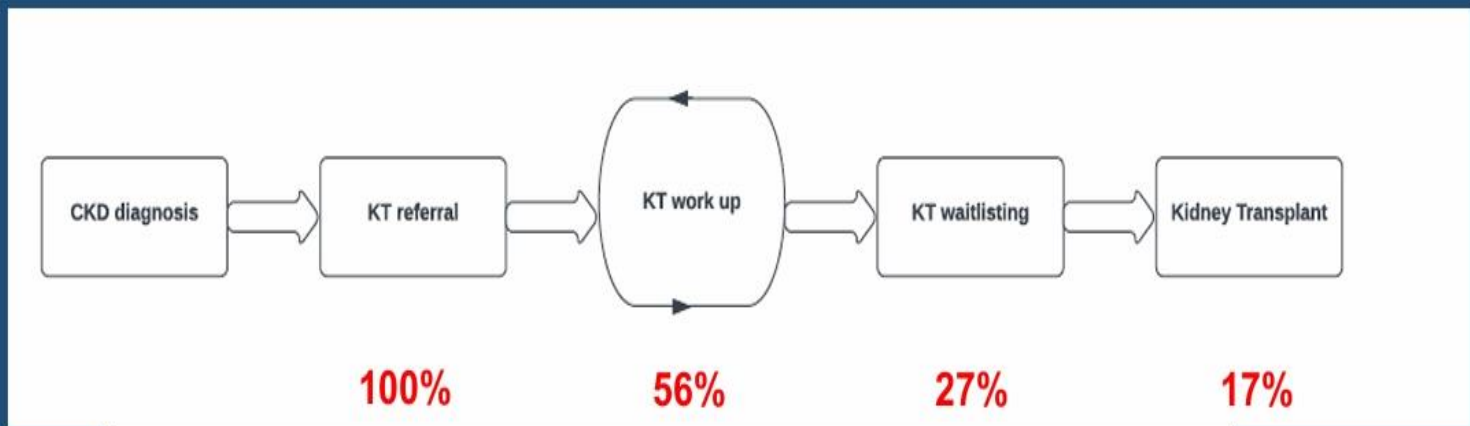 CKD diagnosis
KT referral
KT work up
KT waitlisting
Kidney Transplant
100%
56%
27%
17%